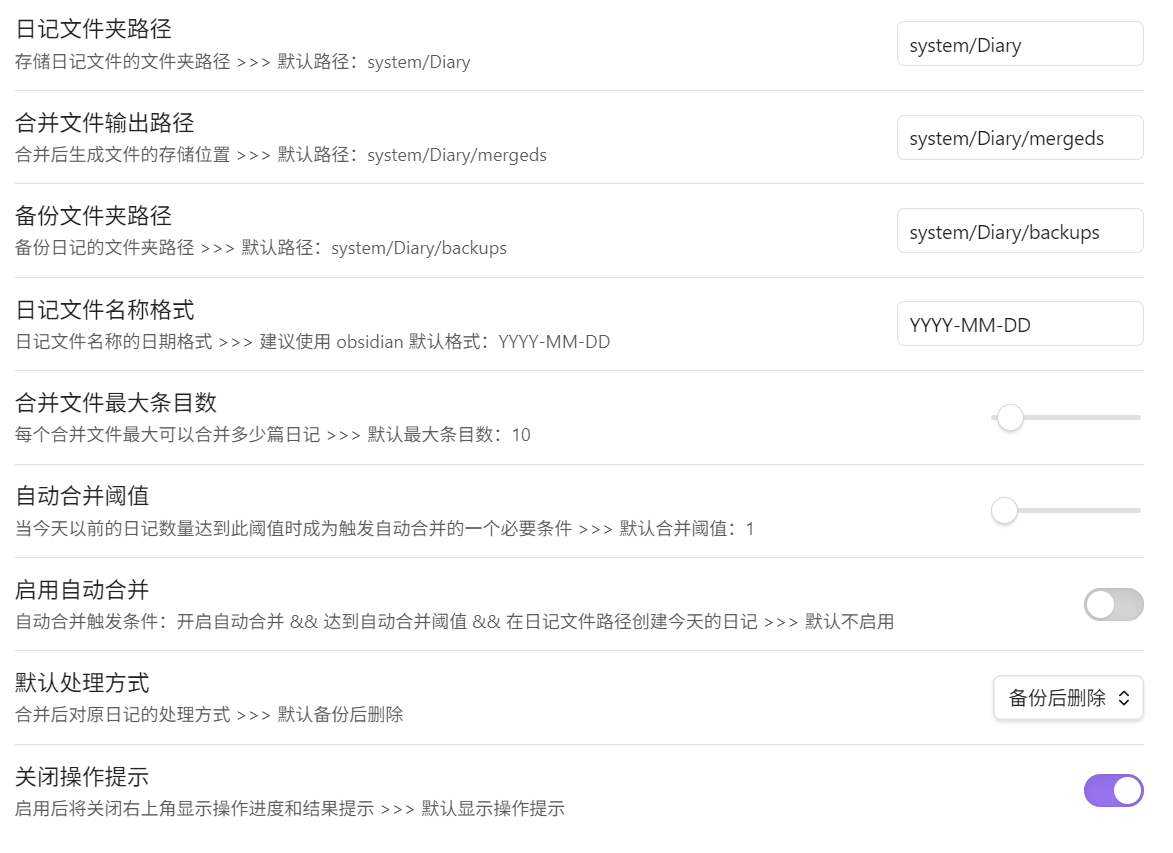 日记文件夹路径
存储日记文件的文件夹路径 >>> 默认路径：system/Diary
system/Diary
合并文件输出路径
合并后生成文件的存储位置 >>> 默认路径：system/Diary/mergeds
system/Diary/mergeds
备份文件夹路径
备份日记的文件夹路径 >>> 默认路径：system/Diary/backups
system/Diary/backups
日记文件名称格式
日记文件名称的日期格式 >>> 建议使用 obsidian 默认格式：YYYY-MM-DD
YYYY-MM-DD
合并文件最大条目数
每个合并文件最大可以合并多少篇日记 >>> 默认最大条目数：10
自动合并阈值
当今天以前的日记数量达到此阈值时成为触发自动合并的一个必要条件 >>> 默认合并阈值：1
启用自动合并
自动合并触发条件：开启自动合并 && 达到自动合并阈值 && 在日记文件路径创建今天的日记 >>> 默认不启用
默认处理方式
合并后对原日记的处理方式 >>> 默认备份后删除
备份后删除
关闭操作提示
启用后将关闭右上角显示操作进度和结果提示 >>> 默认显示操作提示